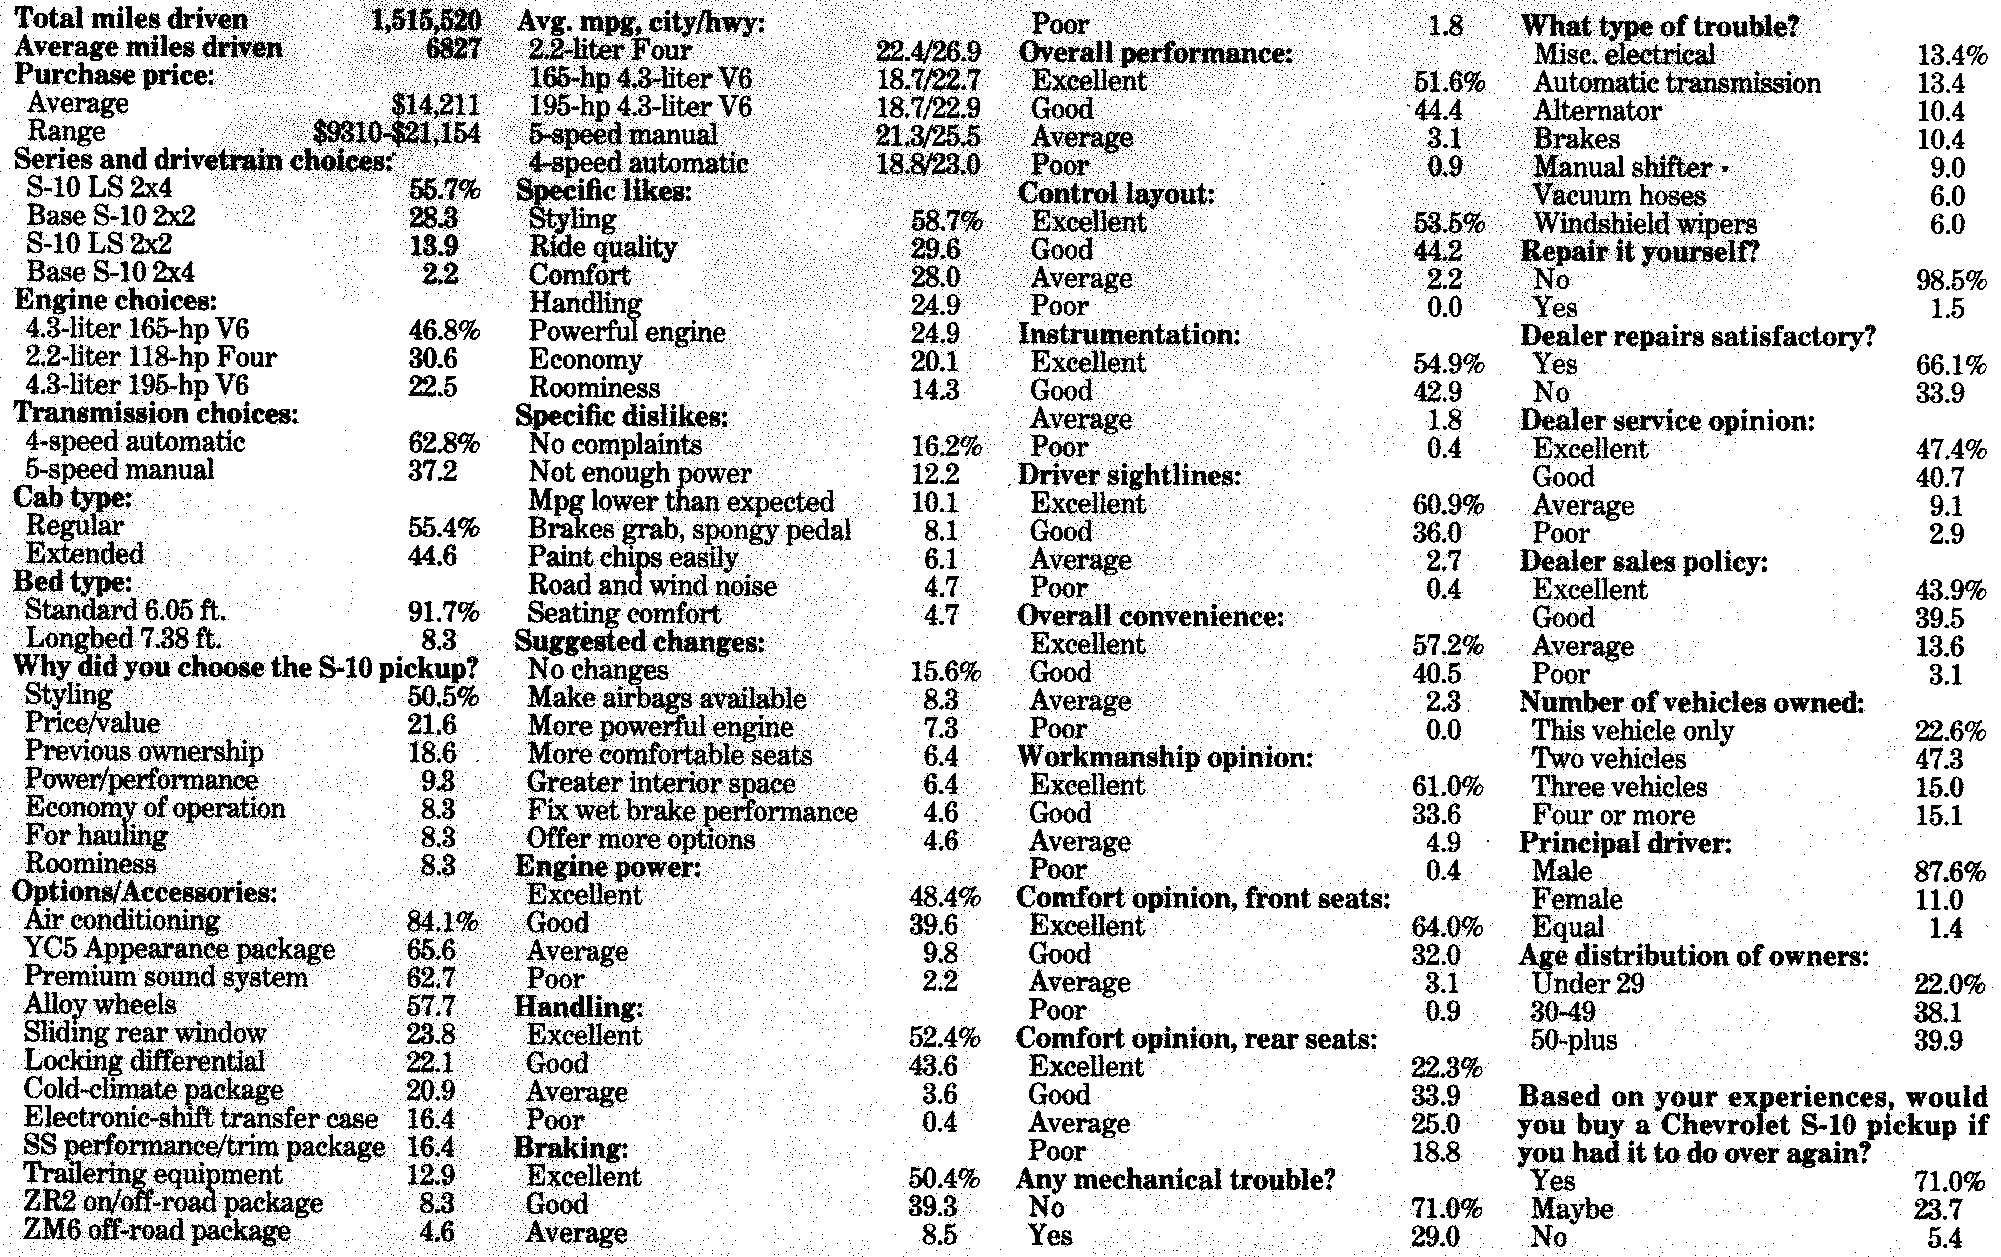 Total miles driven 1,515,520
Average miles driven 6827
Purchase price:
Average $14,211
Range $9310-$21,154
Series and drivetrain choices:
S-10 LS 2x4 55.7%
Base S-10 2x2 28.3
S-10 LS 2x2 13.9
Base S-10 2x4 2.2
Engine choices:
4.3-liter 165-hp V6 46.8%
2.2-liter 118-hp Four 30.6
4.3-liter 195-hp V6 22.5
Transmission choices:
4-speed automatic 62.8%
5-speed manual 37.2
Cab type:
Regular 55.4%
Extended 44.6
Bed type:
Standard 6.05 ft. 91.7%
Longbed 7.38 ft. 8.3
Why did you choose the S-10 pickup?
Styling 50.5%
Price/value 21.6
Previous ownership 18.6
Power/performance 9.3
Economy of operation 8.3
For hauling 8.3
Roominess 8.3
Options/Accessories:
Air conditioning 84.1%
YC5 Appearance package 65.6
Premium sound system 62.7
Alloy wheels 57.7
Sliding rear window 23.8
Locking differential 22.1
Cold-climate package 20.9
Electronic-shift transfer case 16.4
SS performance/trim package 16.4
Trailering equipment 12.9
ZR2 on/off-road package 8.3
ZM6 off-road package 4.6
Avg. mpg, city/hwy:
2.2-liter Four 22.4/26.9
165-hp 4.3-liter V6 18.7/22.7
195-hp 4.3-liter V6 18.7/22.9
5-speed manual 21.3/25.5
4-speed automatic 18.8/23.0
Specific likes:
Styling 58.7%
Ride quality 29.6
Comfort 28.0
Handling 24.9
Powerful engine 24.9
Economy 20.1
Roominess 14.3
Specific dislikes:
No complaints 16.2%
Not enough power 12.2
Mpg lower than expected 10.1
Brakes grab, spongy pedal 8.1
Paint chips easily 6.1
Road and wind noise 4.7
Seating comfort 4.7
Suggested changes:
No changes 15.6%
Make airbags available 8.3
More powerful engine 7.3
More comfortable seats 6.4
Greater interior space 6.4
Fix wet brake performance 4.6
Offer more options 4.6
Engine power:
Excellent 48.4%
Good 39.6
Average 9.8
Poor 2.2
Handling:
Excellent 52.4%
Good 43.6
Average 3.6
Poor 0.4
Braking:
Excellent 50.4%
Good 39.3
Average 8.5
Poor 1.8
Overall performance:
Excellent 51.6%
Good 44.4
Average 3.1
Poor 0.9
Control layout:
Excellent 53.5%
Good 44.2
Average 2.2
Poor 0.0
Instrumentation:
Excellent 54.9%
Good 42.9
Average 1.8
Poor 0.4
Driver sightlines:
Excellent 60.9%
Good 36.0
Average 2.7
Poor 0.4
Overall convenience:
Excellent 57.2%
Good 40.5
Average 2.3
Poor 0.0
Workmanship opinion:
Excellent 61.0%
Good 33.6
Average 4.9
Poor 0.4
Comfort opinion, front seats:
Excellent 64.0%
Good 32.0
Average 3.1
Poor 0.9
Comfort opinion, rear seats:
Excellent 22.3%
Good 33.9
Average 25.0
Poor 18.8
Any mechanical trouble?
No 71.0%
Yes 29.0
What type of trouble?
Misc. electrical 13.4%
Automatic transmission 13.4
Alternator 10.4
Brakes 10.4
Manual shifter 9.0
Vacuum hoses 6.0
Windshield wipers 6.0
Repair it yourself?
No 98.5%
Yes 1.5
Dealer repairs satisfactory?
Yes 66.1%
No 33.9
Dealer service opinion:
Excellent 47.4%
Good 40.7
Average 9.1
Poor 2.9
Dealer sales policy:
Excellent 43.9%
Good 39.5
Average 13.6
Poor 3.1
Number of vehicles owned:
This vehicle only 22.6%
Two vehicles 47.3
Three vehicles 15.0
Four or more 15.1
Principal driver:
Male 87.6%
Female 11.0
Equal 1.4
Age distribution of owners:
Under 29 22.0%
30-49 38.1
50-plus 39.9
Based on your experiences, would
you buy a Chevrolet S-10 pickup if
you had it to do over again?
Yes 71.0%
Maybe 23.7
No 5.4